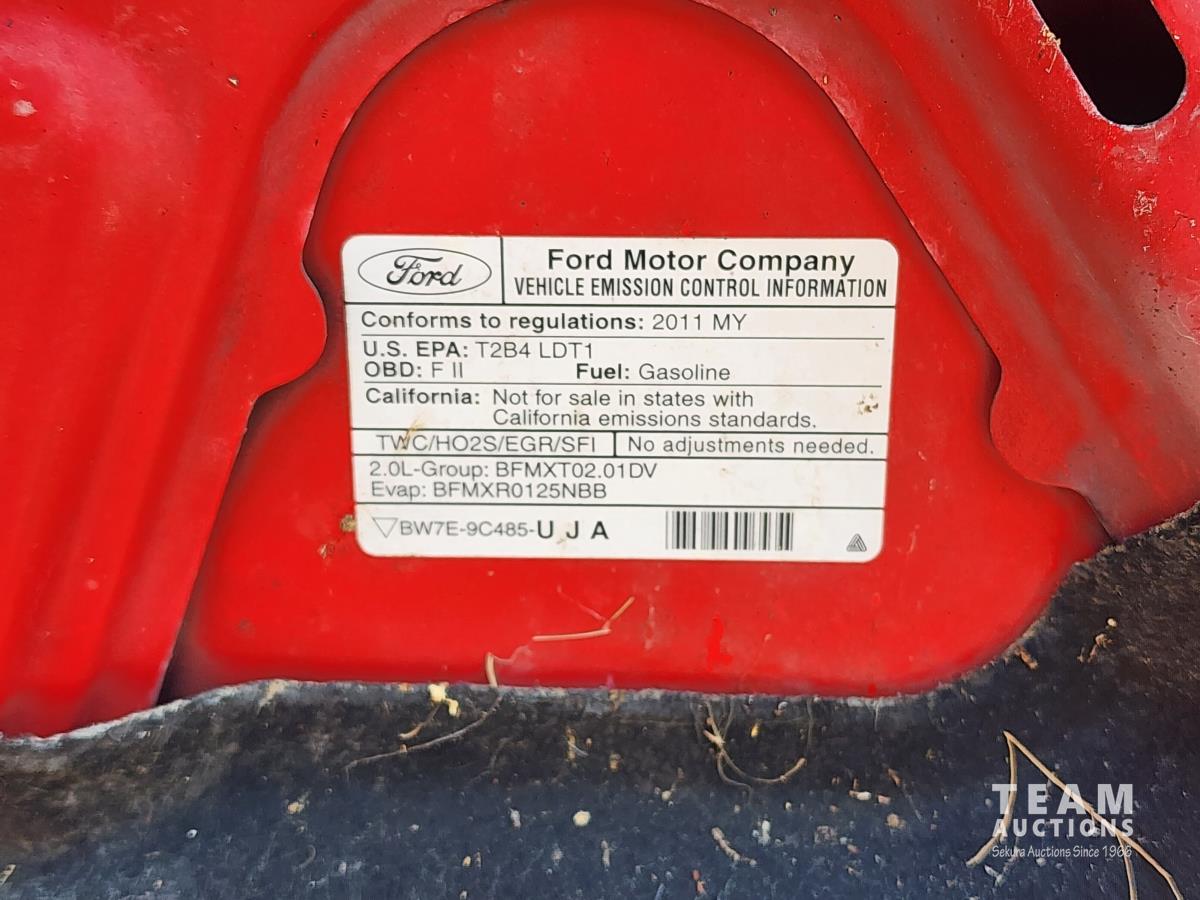 Ford
Ford Motor Company
VEHICLE EMISSION CONTROL INFORMATION
Conforms to regulations: 2011 MY
U.S. EPA: T2B4 LDT1
OBD: F II Fuel: Gasoline
California: Not for sale in states with
California emissions standards.
TWC/HO2S/EGR/SFI No adjustments needed.
2.0L-Group: BFMXT02.01DV
Evap: BFMXR0125NBB
BW7E-9C485-U J A
TEAM
AUCTIONS
Sekura Auctions Since 1966